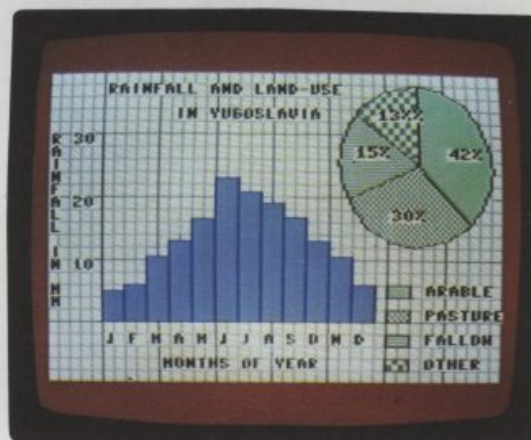 RAINFALL AND LAND-USE
IN YUGOSLAVIA
RAINFALL IN MM
30
20
10
J F M A M J J A S O N D
MONTHS OF YEAR
13%%
15%
42%
30%
ARABLE
PASTURE
FALLOW
OTHER